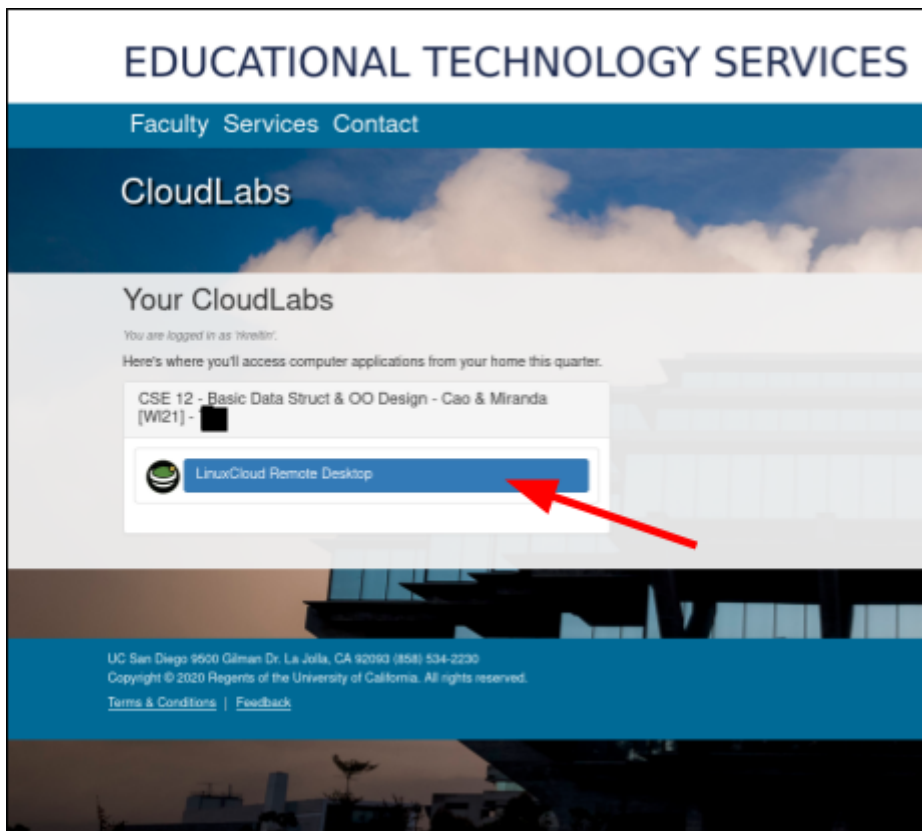 EDUCATIONAL TECHNOLOGY SERVICES
Faculty Services Contact
CloudLabs
Your CloudLabs
You are logged in as
Here's where you'll access computer applications from your home this quarter.
CSE 12 - Basic Data Struct & OO Design - Cao & Miranda
[WI21] -
LinuxCloud Remote Desktop
UC San Diego 9500 Gilman Dr. La Jolla, CA 92093 (858) 534-2230
Copyright © 2020 Regents of the University of California. All rights reserved.
Terms & Conditions | Feedback